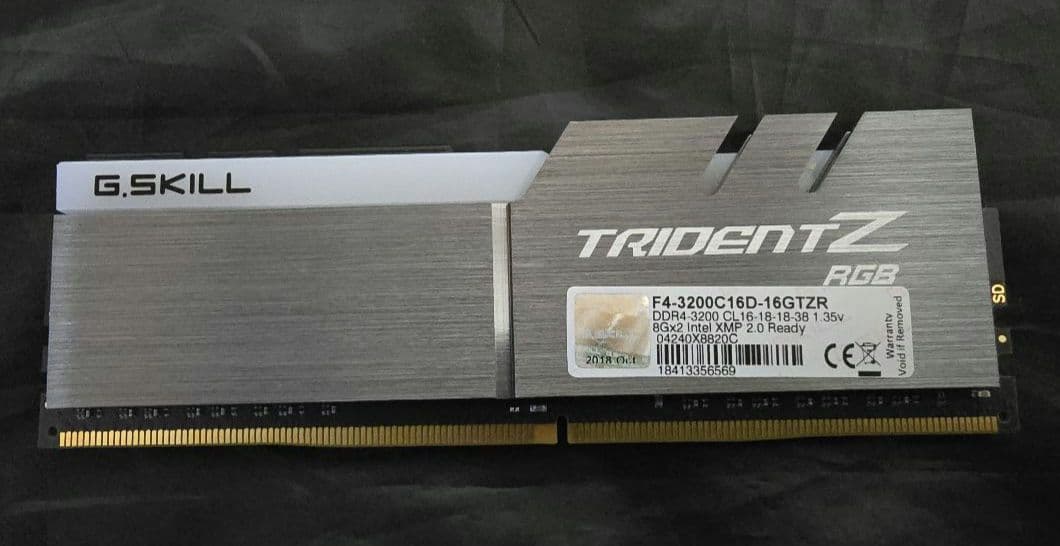 G.SKILL
TRIDENTZ
RGB
F4-3200C16D-16GTZR
DDR4-3200 CL16-18-18-38 1.35v
8Gx2 Intel XMP 2.0 Ready
04240X8820C
18413356569
2018 Oct
CE
Warranty
Void if Removed
SD